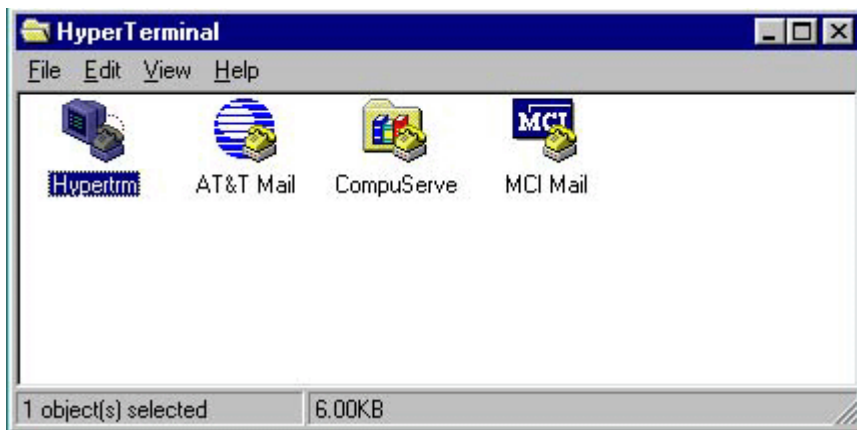 HyperTerminal
File Edit View Help
MCI
Hypertrm AT&T Mail CompuServe MCI Mail
1 object(s) selected 6.00KB